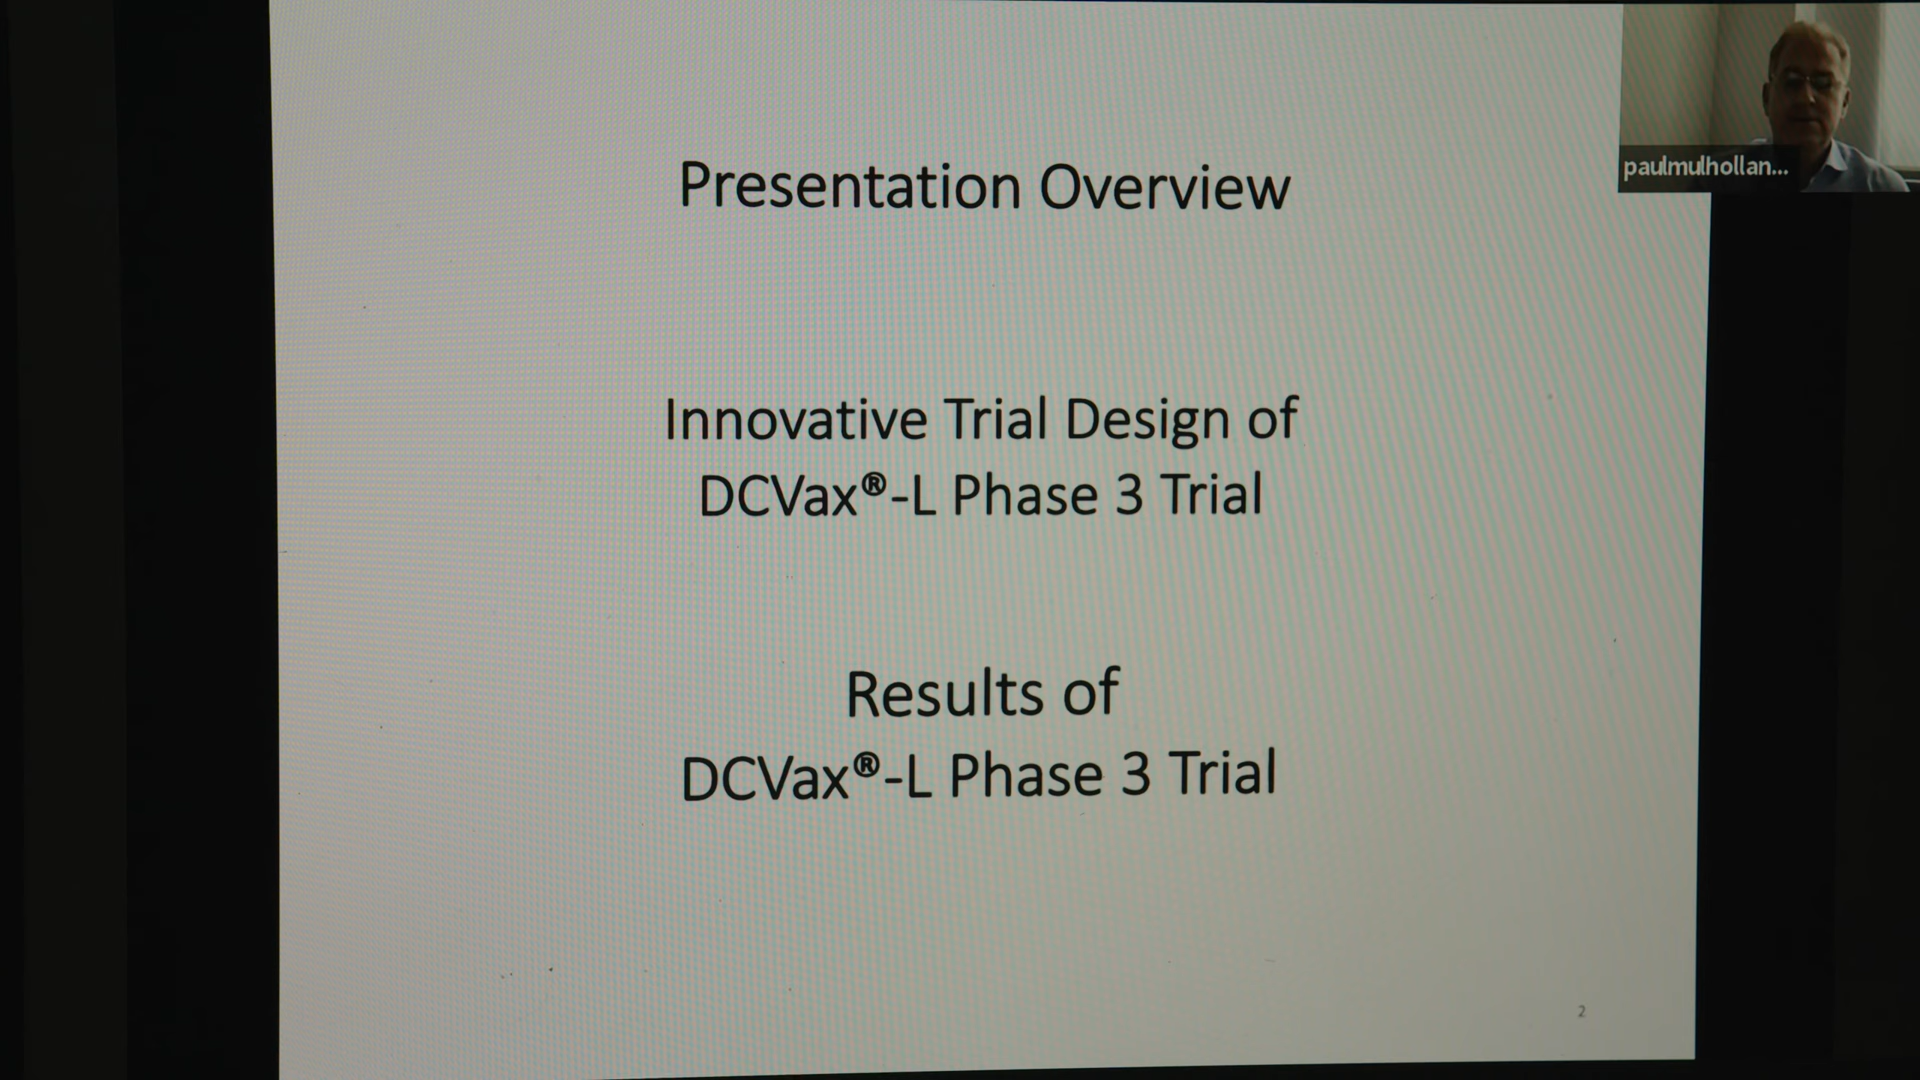 Presentation Overview
Innovative Trial Design of
DCVax®-L Phase 3 Trial
Results of
DCVax®-L Phase 3 Trial
2
paulmulhollan...